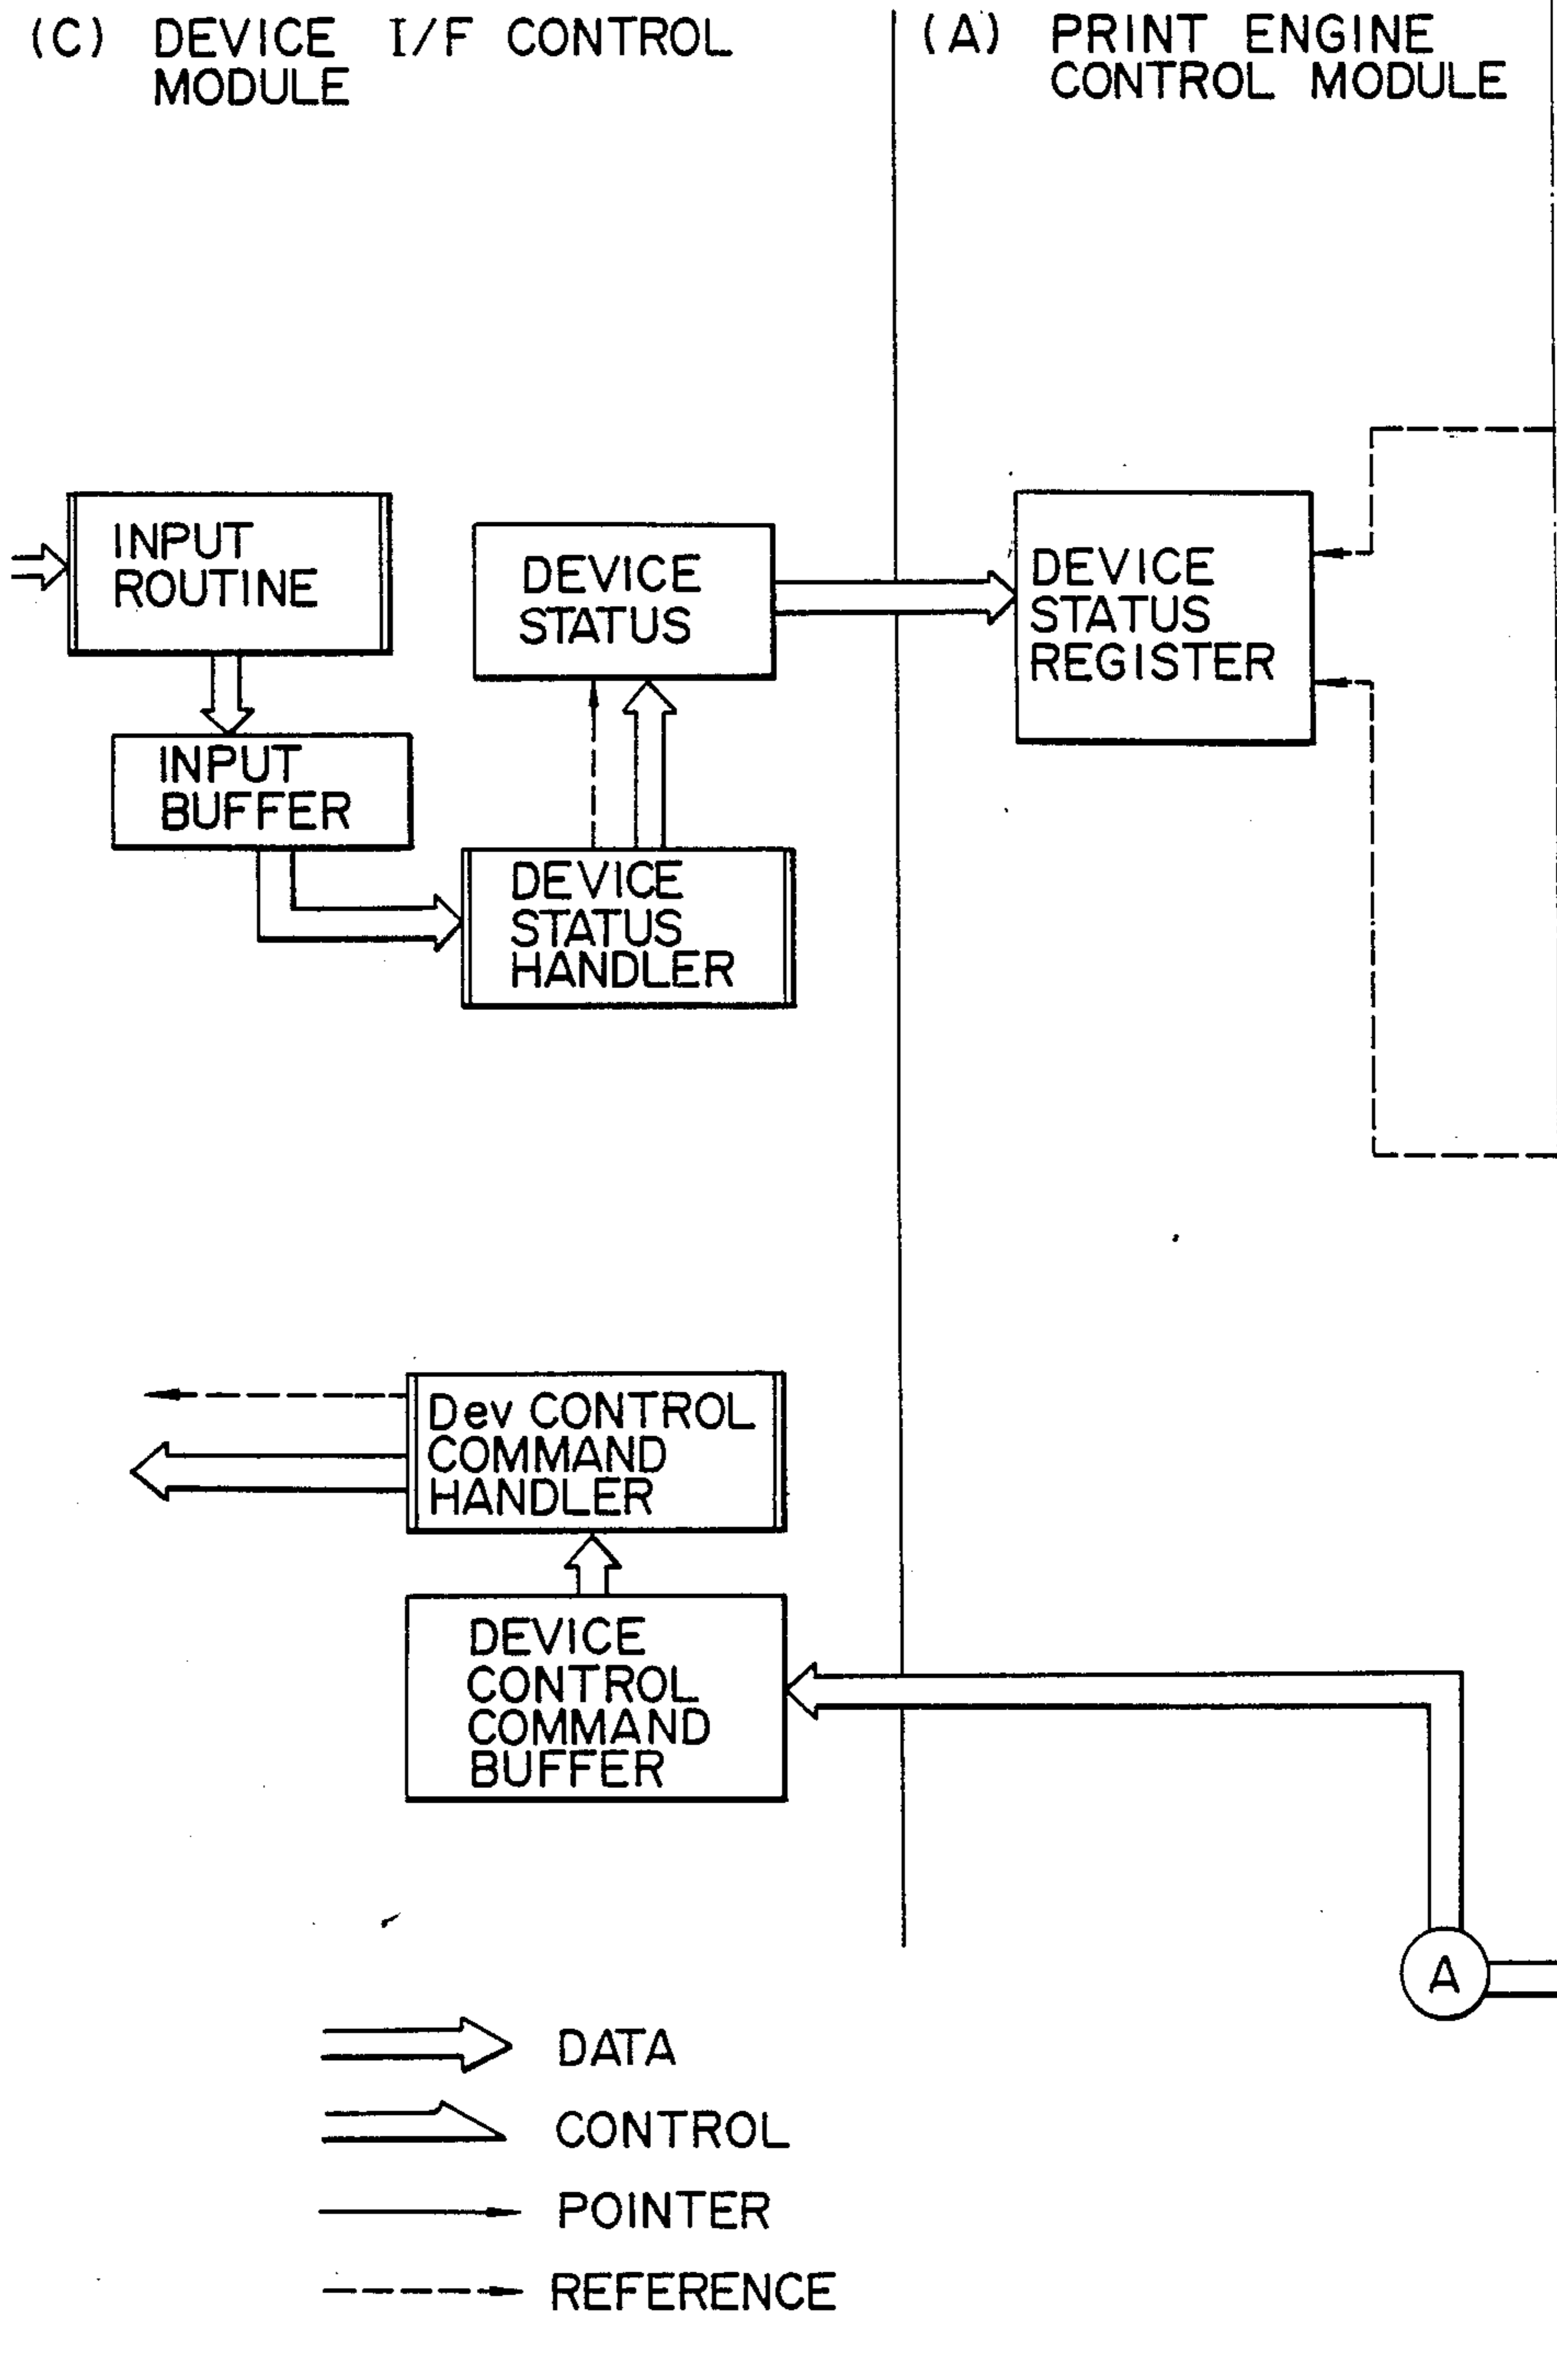 (C) DEVICE I/F CONTROL
MODULE
(A) PRINT ENGINE
CONTROL MODULE
INPUT
ROUTINE
DEVICE
STATUS
DEVICE
STATUS
REGISTER
INPUT
BUFFER
DEVICE
STATUS
HANDLER
Dev CONTROL
COMMAND
HANDLER
DEVICE
CONTROL
COMMAND
BUFFER
A
DATA
CONTROL
POINTER
REFERENCE